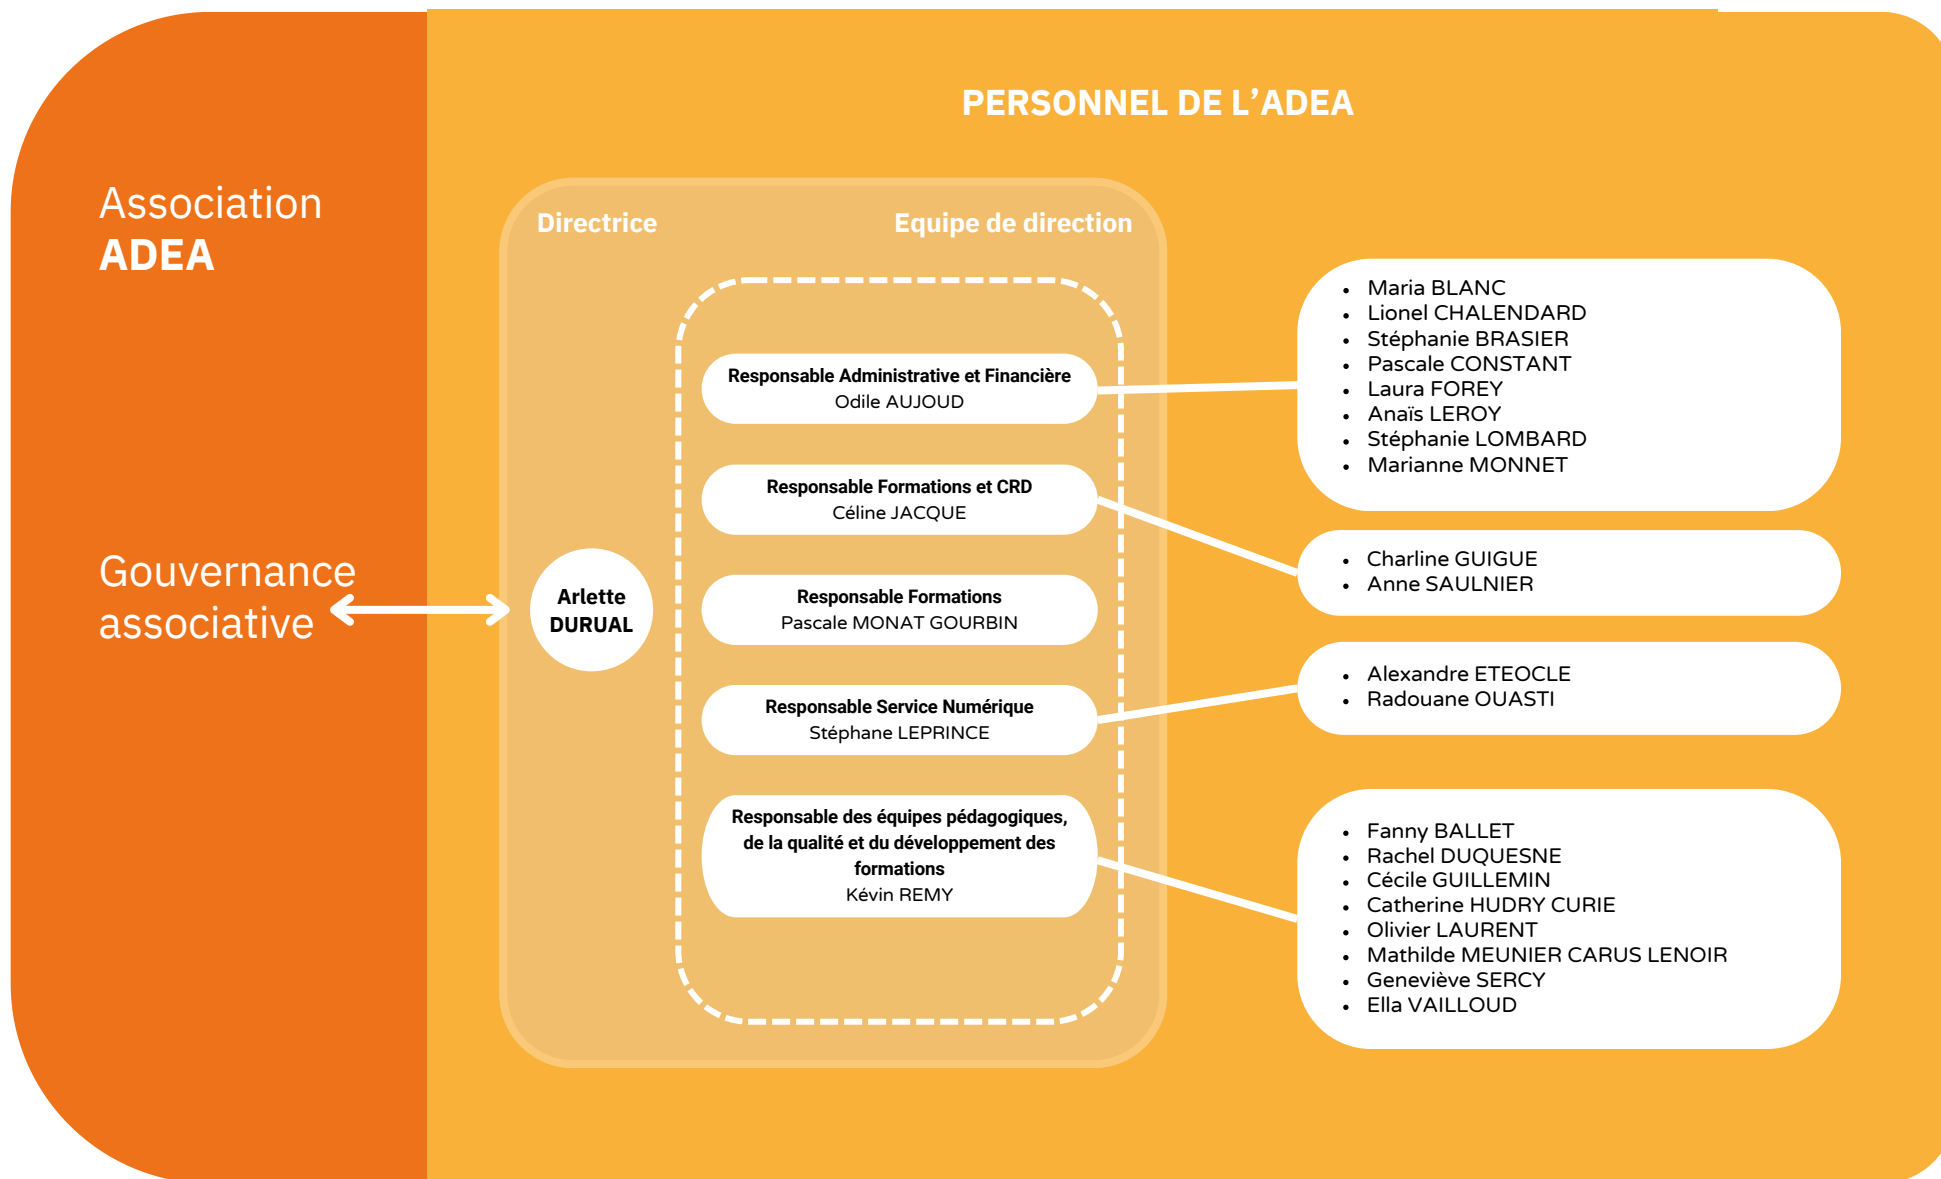 Association
ADEA
Gouvernance
associative
PERSONNEL DE L’ADEA
Directrice
Equipe de direction
Arlette
DURUAL
Responsable Administrative et Financière
Odile AUJOUD
Responsable Formations et CRD
Céline JACQUE
Responsable Formations
Pascale MONAT GOURBIN
Responsable Service Numérique
Stéphane LEPRINCE
Responsable des équipes pédagogiques,
de la qualité et du développement des
formations
Kévin REMY
• Maria BLANC
• Lionel CHALENDARD
• Stéphanie BRASIER
• Pascale CONSTANT
• Laura FOREY
• Anaïs LEROY
• Stéphanie LOMBARD
• Marianne MONNET
• Charline GUIGUE
• Anne SAULNIER
• Alexandre ETEOCLE
• Radouane OUASTI
• Fanny BALLET
• Rachel DUQUESNE
• Cécile GUILLEMIN
• Catherine HUDRY CURIE
• Olivier LAURENT
• Mathilde MEUNIER CARUS LENOIR
• Geneviève SERCY
• Ella VAILLOUD